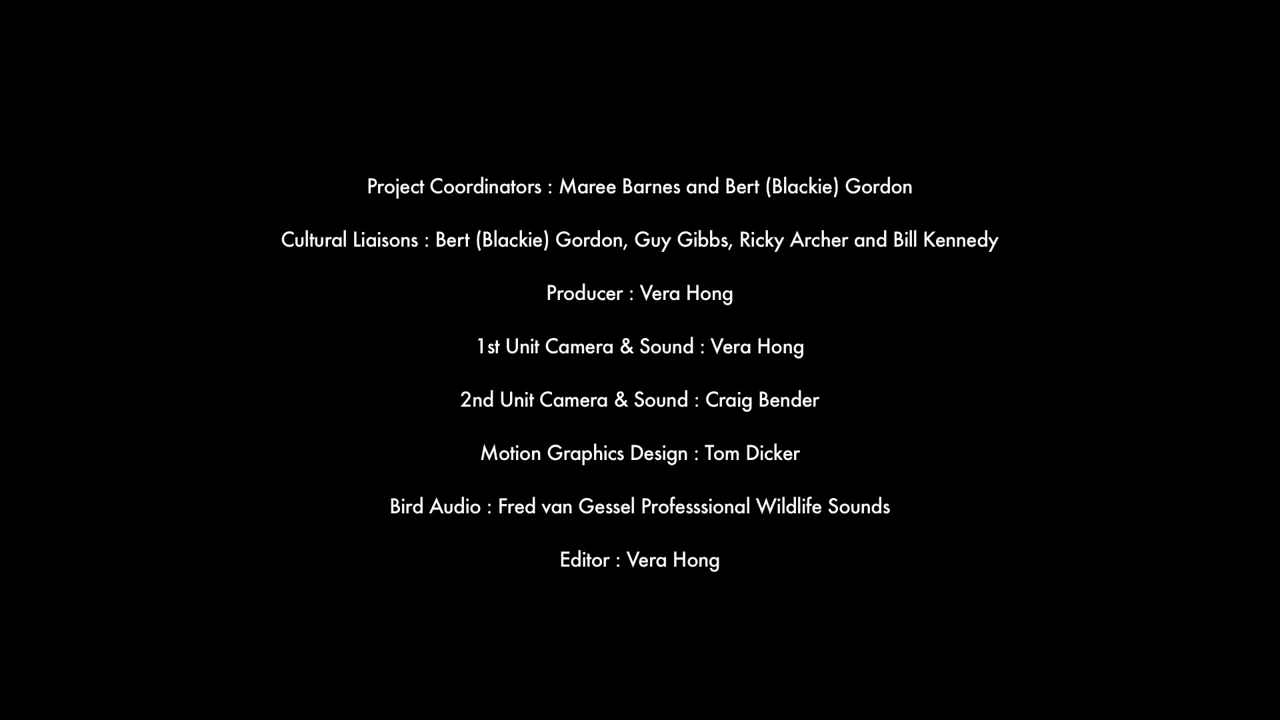 Project Coordinators : Maree Barnes and Bert (Blackie) Gordon
Cultural Liaisons : Bert (Blackie) Gordon, Guy Gibbs, Ricky Archer and Bill Kennedy
Producer : Vera Hong
1st Unit Camera & Sound : Vera Hong
2nd Unit Camera & Sound : Craig Bender
Motion Graphics Design : Tom Dicker
Bird Audio : Fred van Gessel Professsional Wildlife Sounds
Editor : Vera Hong